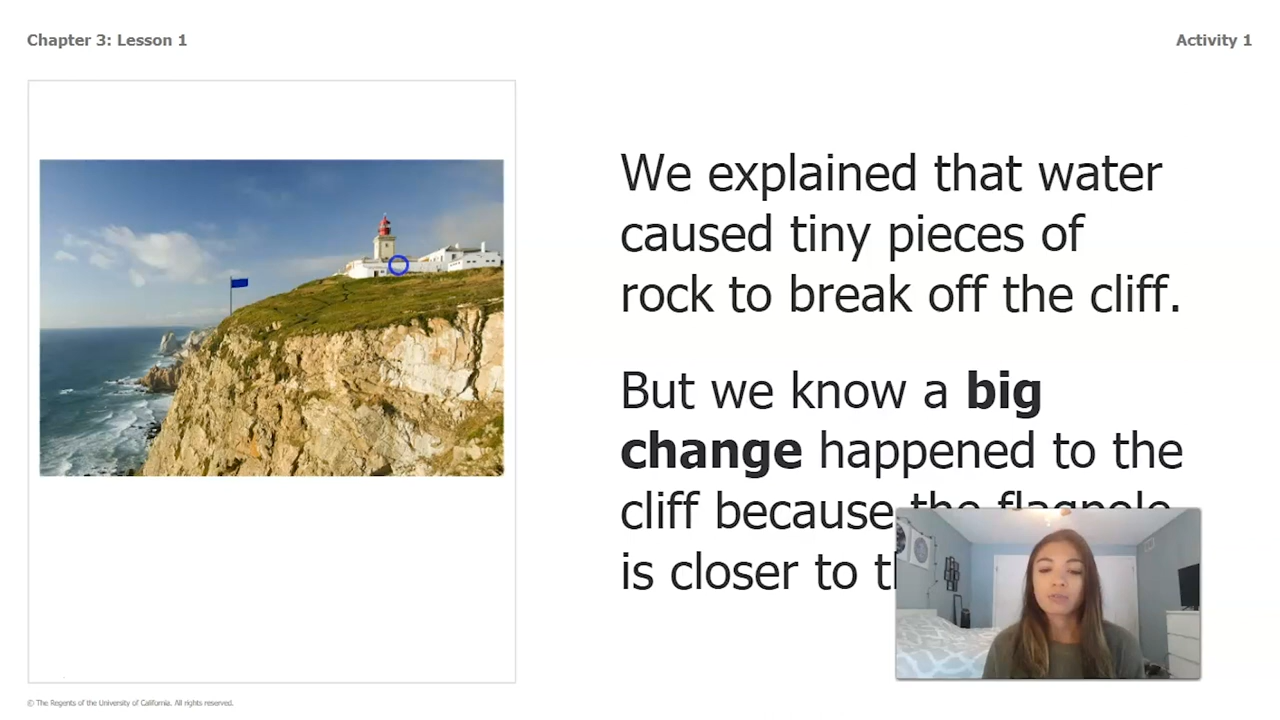 Chapter 3: Lesson 1
Activity 1
We explained that water
caused tiny pieces of
rock to break off the cliff.
But we know a big
change happened to the
cliff because the flagpole
is closer to
© The Regents of the University of California. All rights reserved.